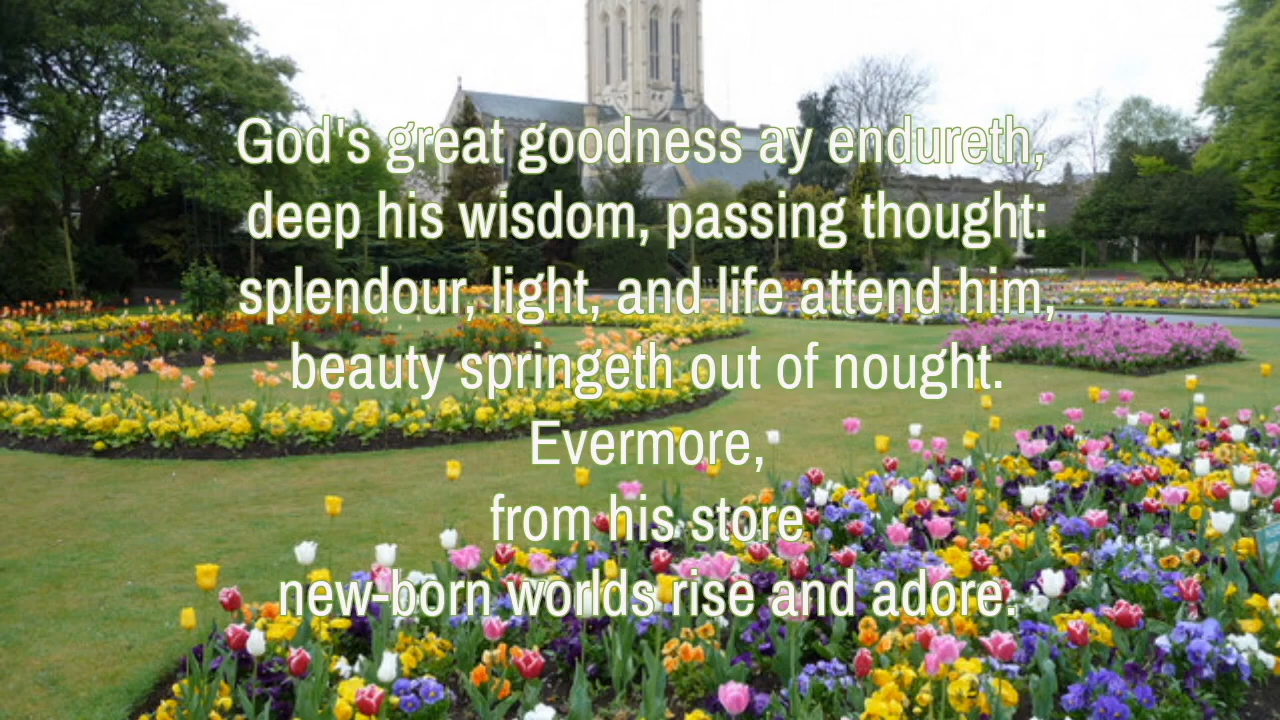 God's great goodness ay endureth,
deep his wisdom, passing thought:
splendour, light, and life attend him,
beauty springeth out of nought.
Evermore,
from his store
new-born worlds rise and adore.